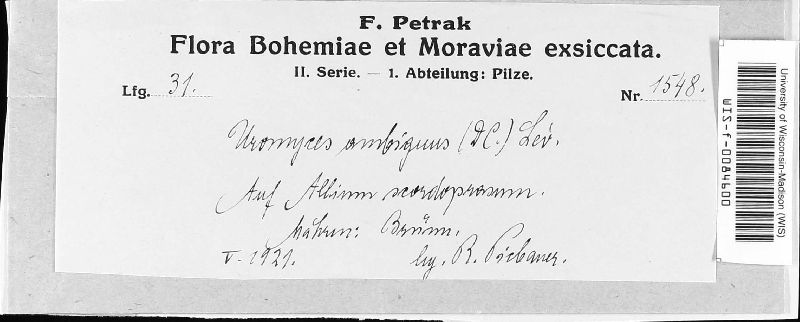 F. Petrak
Flora Bohemiae et Moraviae exsiccata.
II. Serie. — 1. Abteilung: Pilze.
Lfg. 31.
Nr. 1548.
Uromyces ambiguus (DC.) Lév.
Auf Allium scordoprasum.
Mähren: Brünn.
V. 1921.
leg. R. Picbauer.
University of Wisconsin-Madison (WIS)
WIS-f-0084600